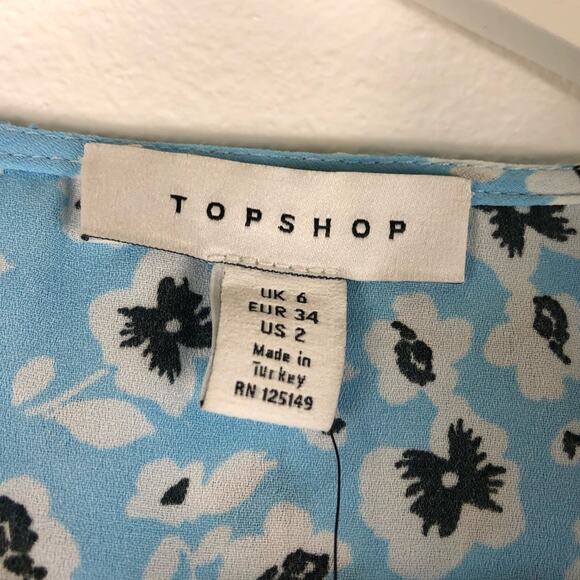 TOPSHOP
UK 6
EUR 34
US 2
Made in
Turkey
RN 125149